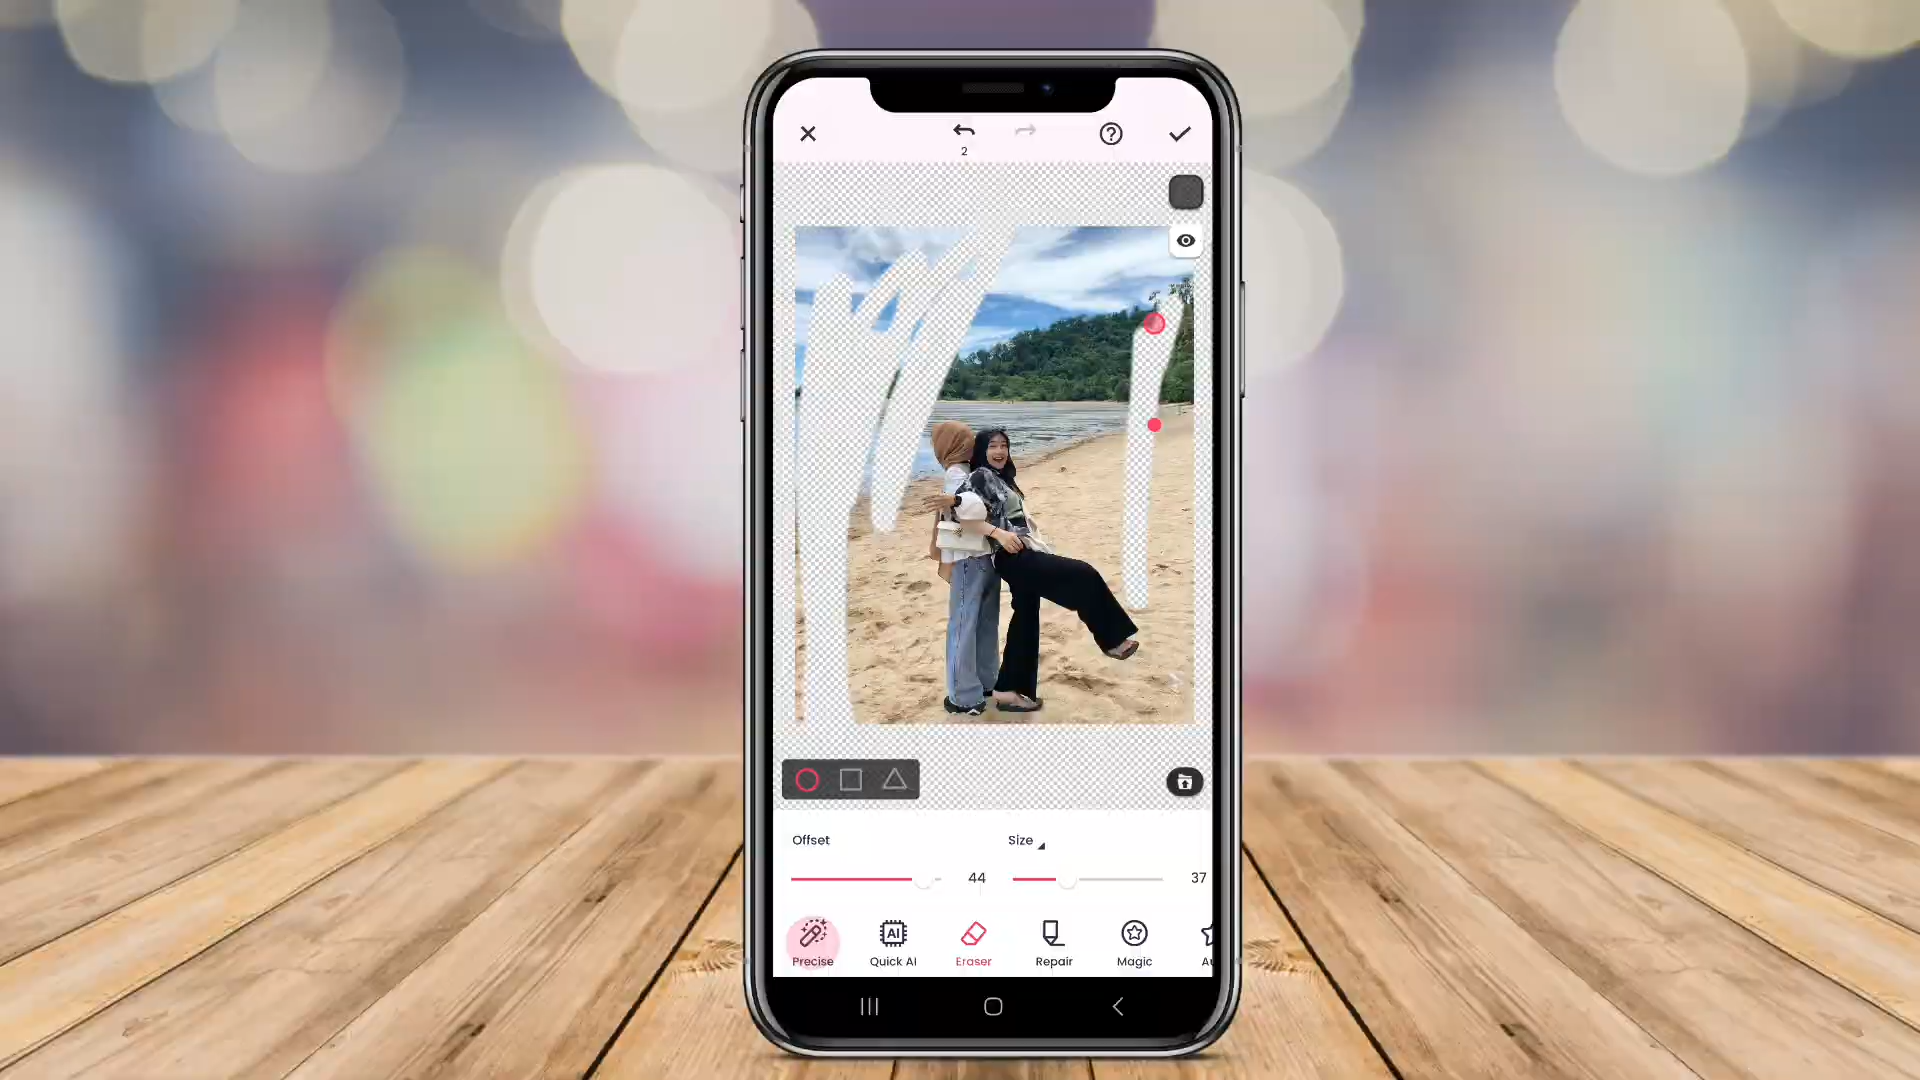 2
Offset
Size
44
37
Precise
Quick AI
Eraser
Repair
Magic